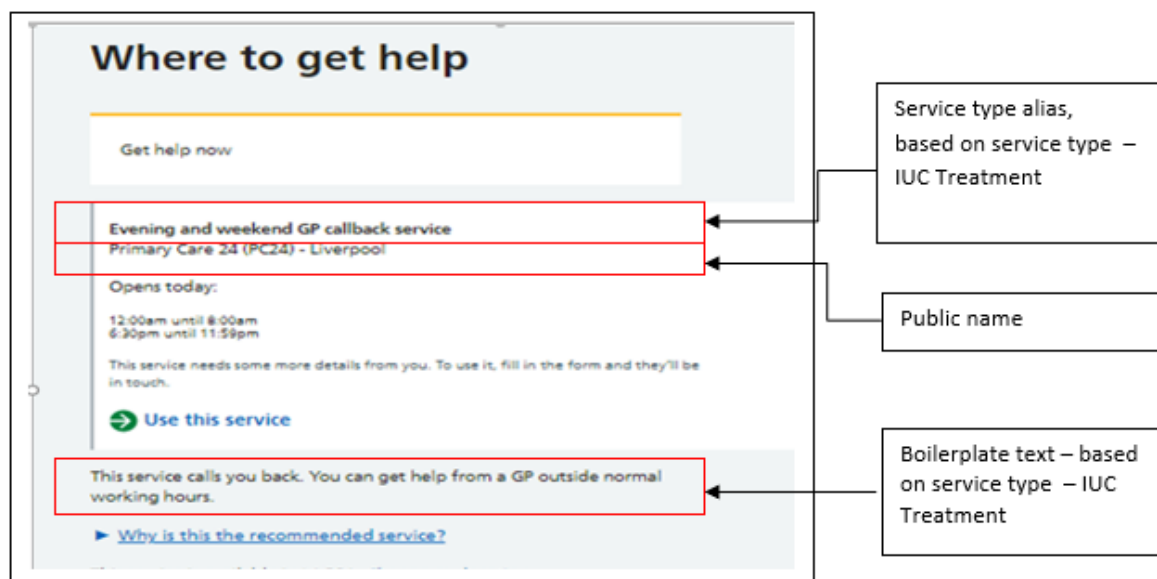 Where to get help
Get help now
Evening and weekend GP callback service
Primary Care 24 (PC24) - Liverpool
Opens today:
12:00am until 8:00am
6:30pm until 11:59pm
This service needs some more details from you. To use it, fill in the form and they'll be
in touch.
Use this service
This service calls you back. You can get help from a GP outside normal
working hours.
Why is this the recommended service?
Service type alias,
based on service type –
IUC Treatment
Public name
Boilerplate text – based
on service type – IUC
Treatment